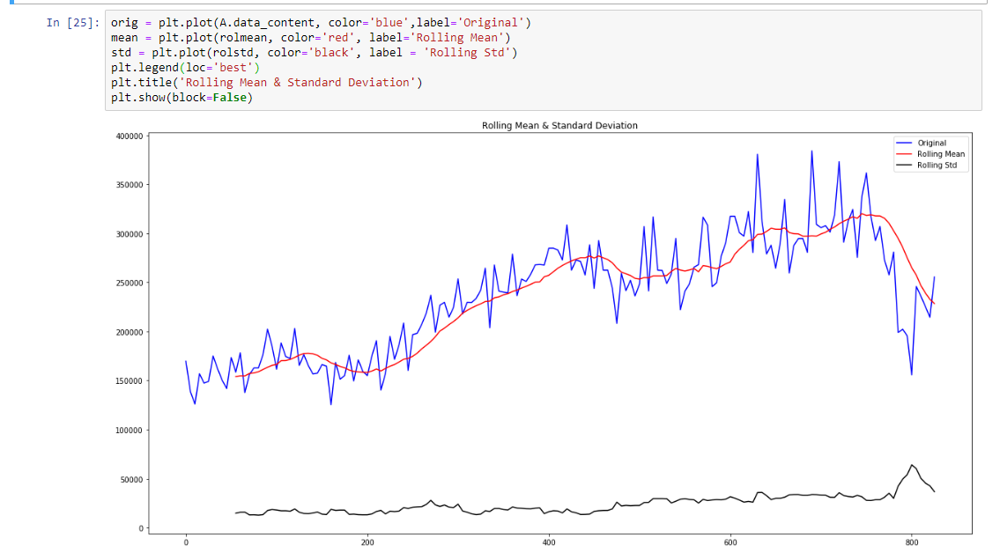 In [25]: orig = plt.plot(A.data_content, color='blue',label='Original')
mean = plt.plot(rolmean, color='red', label='Rolling Mean')
std = plt.plot(rolstd, color='black', label = 'Rolling Std')
plt.legend(loc='best')
plt.title('Rolling Mean & Standard Deviation')
plt.show(block=False)
Rolling Mean & Standard Deviation
400000
350000
300000
250000
200000
150000
100000
50000
0
0 200 400 600 800
Original
Rolling Mean
Rolling Std